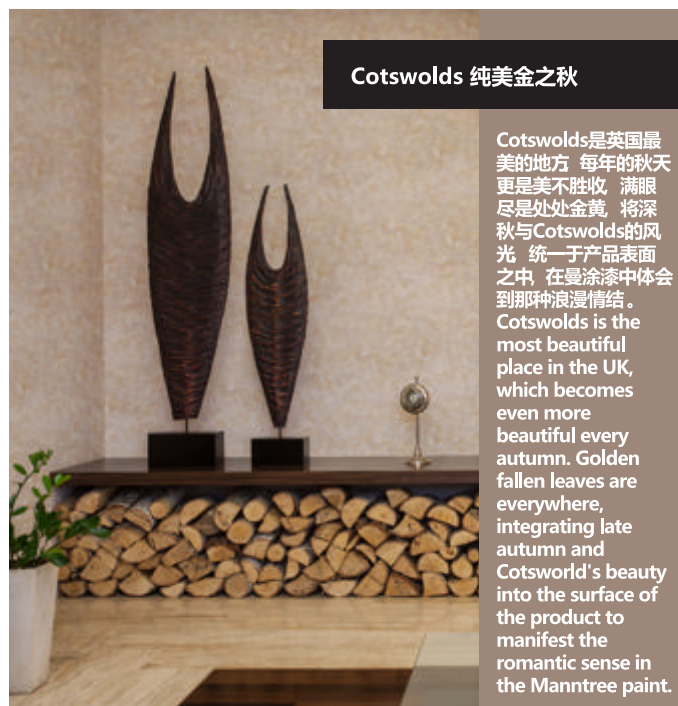 Cotswolds 纯美金之秋
Cotswolds是英国最
美的地方, 每年的秋天
更是美不胜收, 满眼
尽是处处金黄, 将深
秋与Cotswolds的风
光, 统一于产品表面
之中, 在曼涂漆中体会
到那种浪漫情结。
Cotswolds is the
most beautiful
place in the UK,
which becomes
even more
beautiful every
autumn. Golden
fallen leaves are
everywhere,
integrating late
autumn and
Cotsworld's beauty
into the surface of
the product to
manifest the
romantic sense in
the Manntree paint.